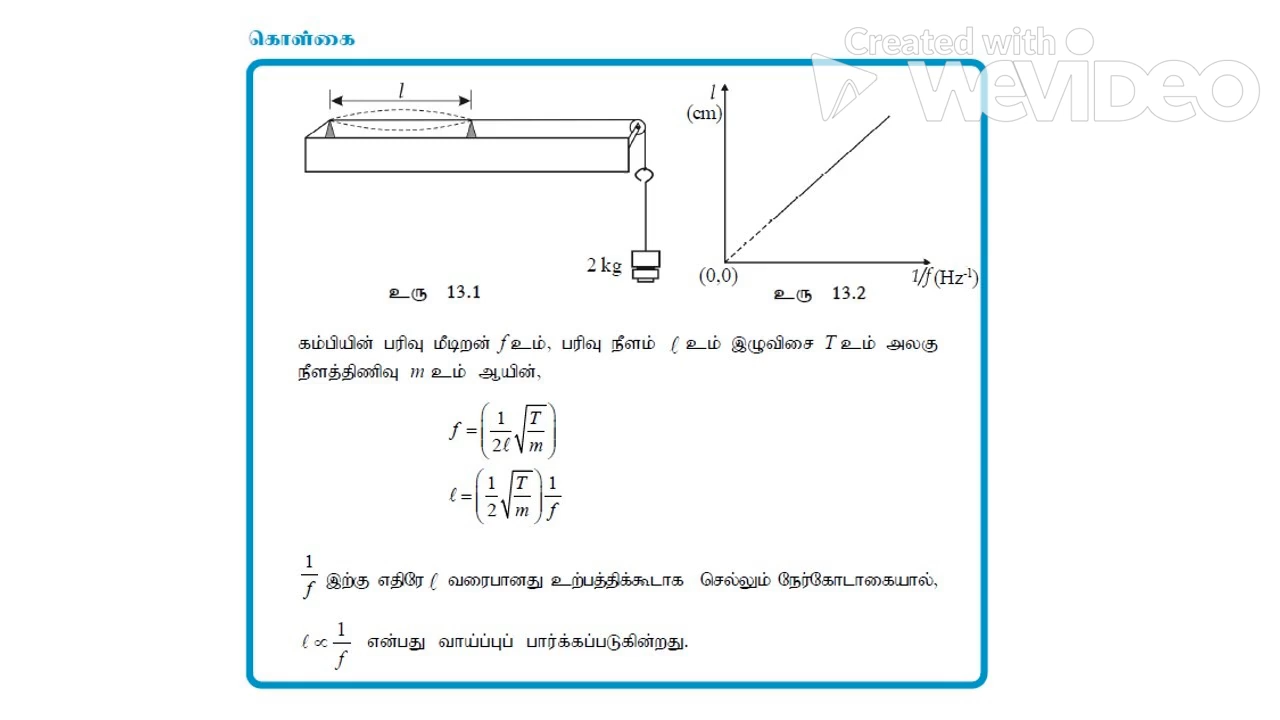 கொள்கை
Created with
WEVIDEO
l
l
(cm)
2 kg
(0,0)
1/f (Hz⁻¹)
உரு 13.1
உரு 13.2
கம்பியின் பரிவு மீடிறன் f உம், பரிவு நீளம் ℓ உம் இழுவிசை T உம் அலகு
நீளத்திணிவு m உம் ஆயின்,
f = (1/2ℓ √(T/m))
ℓ = (1/2 √(T/m)) 1/f
1/f இற்கு எதிரே ℓ வரைபானது உற்பத்திக்கூடாக செல்லும் நேர்கோடாகையால்,
ℓ ∝ 1/f என்பது வாய்ப்புப் பார்க்கப்படுகின்றது.